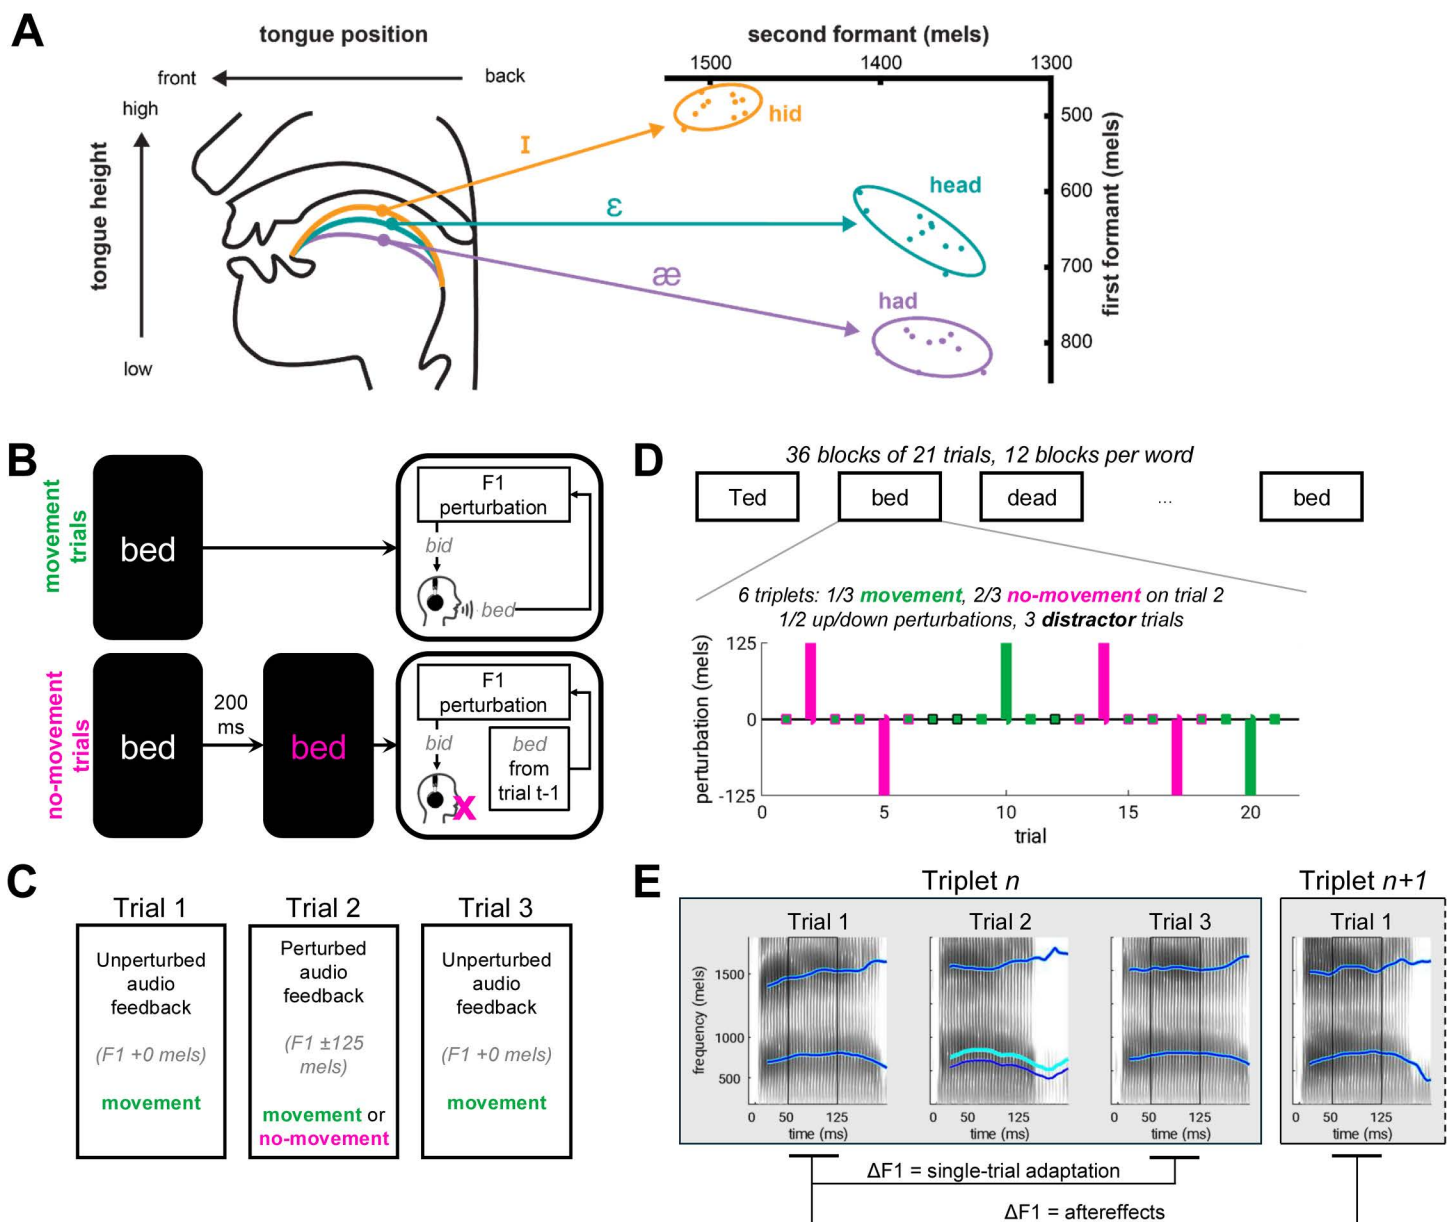 A
tongue position
front
back
high
tongue height
low
second formant (mels)
1500
1400
1300
500
600
700
800
first formant (mels)
ɪ
ɛ
æ
hid
head
had
B
movement
trials
bed
F1
perturbation
bid
bed
no-movement
trials
bed
200
ms
bed
F1
perturbation
bid
bed
from
trial t-1
X
C
Trial 1
Unperturbed
audio
feedback
(F1 +0 mels)
movement
Trial 2
Perturbed
audio
feedback
(F1 ±125
mels)
movement or
no-movement
Trial 3
Unperturbed
audio
feedback
(F1 +0 mels)
movement
D
36 blocks of 21 trials, 12 blocks per word
Ted
bed
dead
...
bed
6 triplets: 1/3 movement, 2/3 no-movement on trial 2
1/2 up/down perturbations, 3 distractor trials
perturbation (mels)
125
0
-125
0
5
10
15
20
trial
E
Triplet n
Triplet n+1
Trial 1
Trial 2
Trial 3
Trial 1
frequency (mels)
1500
1000
500
0 50 125
time (ms)
0 50 125
time (ms)
0 50 125
time (ms)
0 50 125
time (ms)
ΔF1 = single-trial adaptation
ΔF1 = aftereffects